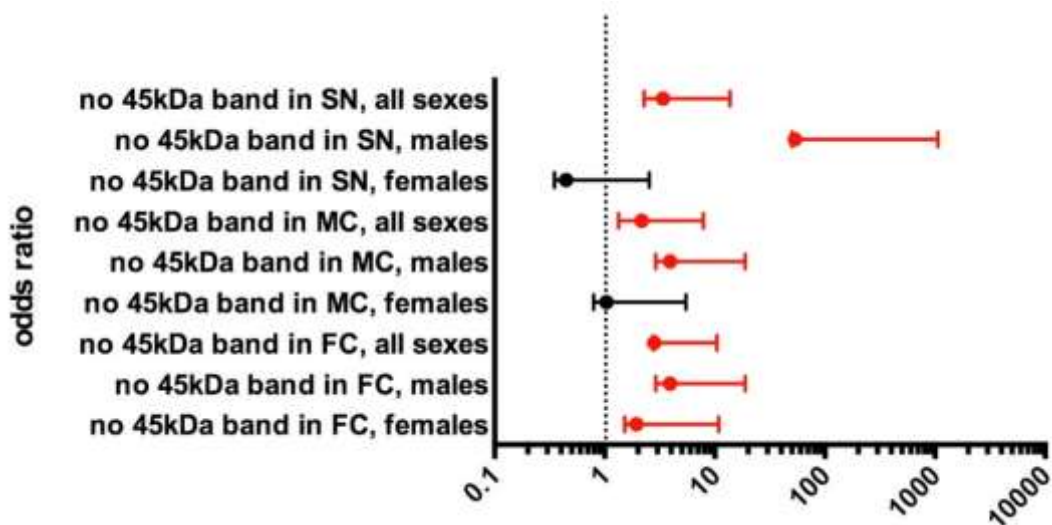 no 45kDa band in SN, all sexes
no 45kDa band in SN, males
no 45kDa band in SN, females
no 45kDa band in MC, all sexes
no 45kDa band in MC, males
no 45kDa band in MC, females
no 45kDa band in FC, all sexes
no 45kDa band in FC, males
no 45kDa band in FC, females
odds ratio
0.1
1
10
100
1000
10000